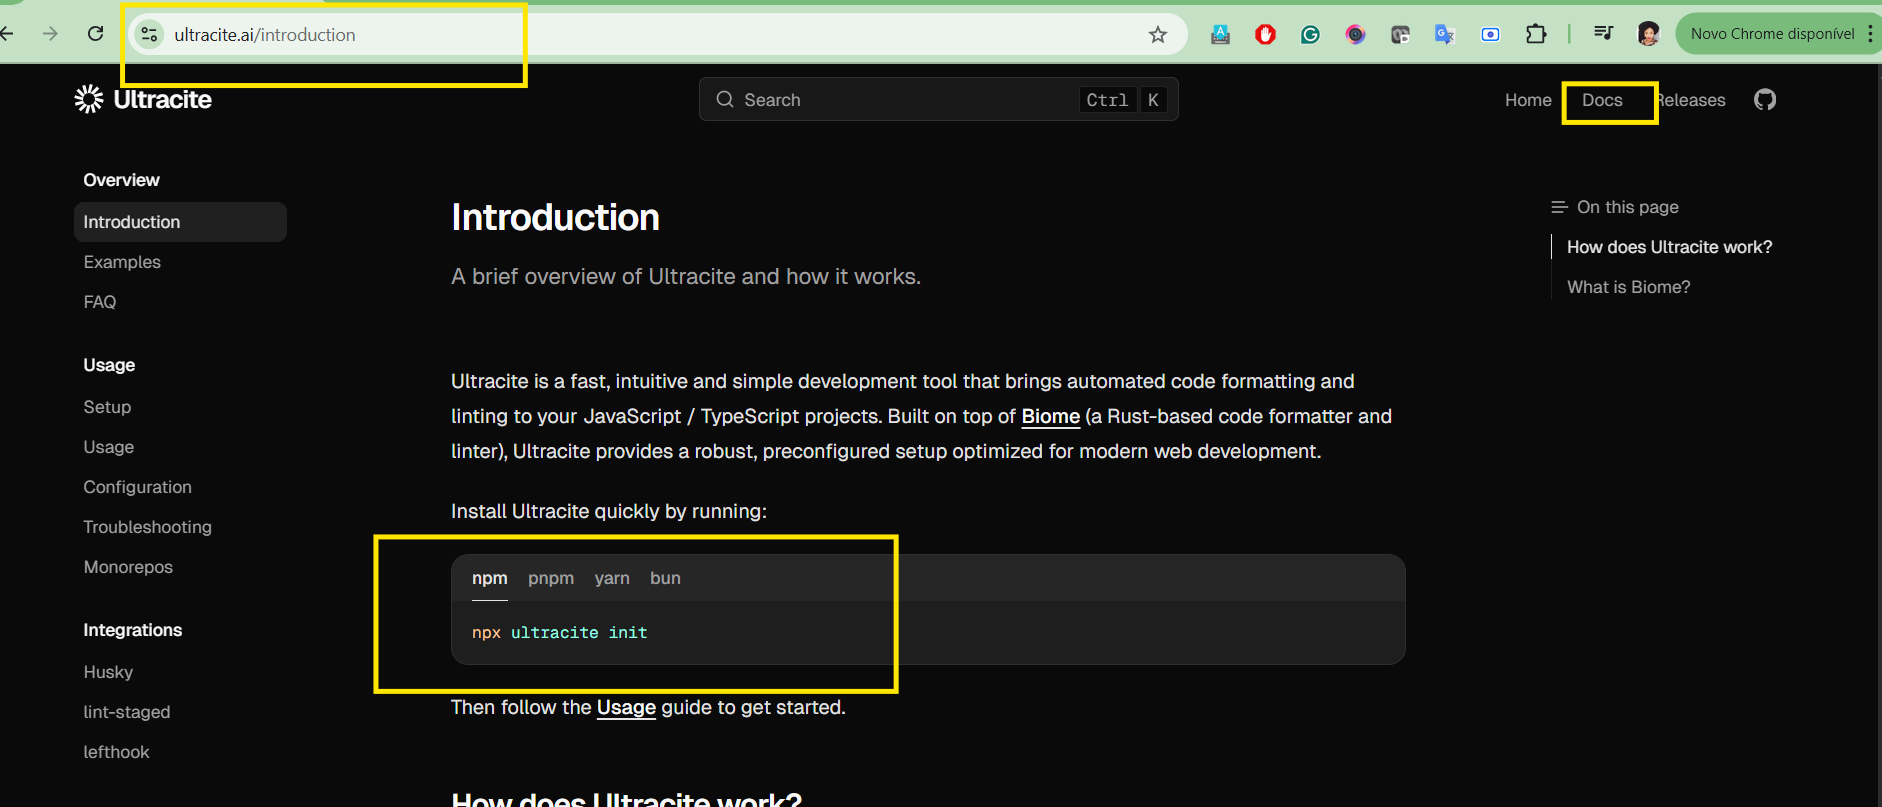 ultracite.ai/introduction
Novo Chrome disponível
Ultracite
Search
Ctrl K
Home Docs Releases
Overview
Introduction
Examples
FAQ
Usage
Setup
Usage
Configuration
Troubleshooting
Monorepos
Integrations
Husky
lint-staged
lefthook
Introduction
A brief overview of Ultracite and how it works.
Ultracite is a fast, intuitive and simple development tool that brings automated code formatting and
linting to your JavaScript / TypeScript projects. Built on top of Biome (a Rust-based code formatter and
linter), Ultracite provides a robust, preconfigured setup optimized for modern web development.
Install Ultracite quickly by running:
npm pnpm yarn bun
npx ultracite init
Then follow the Usage guide to get started.
How does Ultracite work?
On this page
How does Ultracite work?
What is Biome?